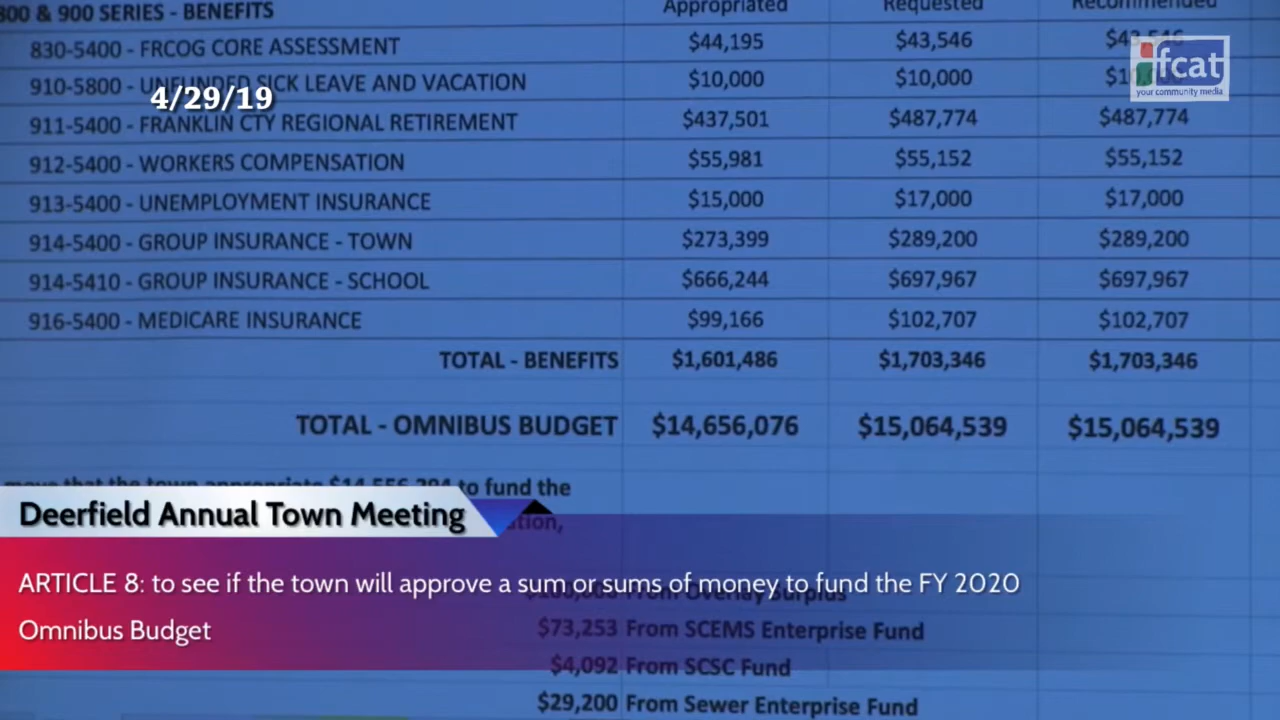 800 & 900 SERIES - BENEFITS Appropriated Requested Recommended
830-5400 - FRCOG CORE ASSESSMENT $44,195 $43,546
910-5800 - UNFUNDED SICK LEAVE AND VACATION $10,000 $10,000
4/29/19
911-5400 - FRANKLIN CTY REGIONAL RETIREMENT $437,501 $487,774 $487,774
912-5400 - WORKERS COMPENSATION $55,981 $55,152 $55,152
913-5400 - UNEMPLOYMENT INSURANCE $15,000 $17,000 $17,000
914-5400 - GROUP INSURANCE - TOWN $273,399 $289,200 $289,200
914-5410 - GROUP INSURANCE - SCHOOL $666,244 $697,967 $697,967
916-5400 - MEDICARE INSURANCE $99,166 $102,707 $102,707
TOTAL - BENEFITS $1,601,486 $1,703,346 $1,703,346
TOTAL - OMNIBUS BUDGET $14,656,076 $15,064,539 $15,064,539
fcat
your community media
move that the town appropriate to fund the
Deerfield Annual Town Meeting
ARTICLE 8: to see if the town will approve a sum or sums of money to fund the FY 2020
Omnibus Budget
From Overlay Surplus
$73,253 From SCEMS Enterprise Fund
$4,092 From SCSC Fund
$29,200 From Sewer Enterprise Fund